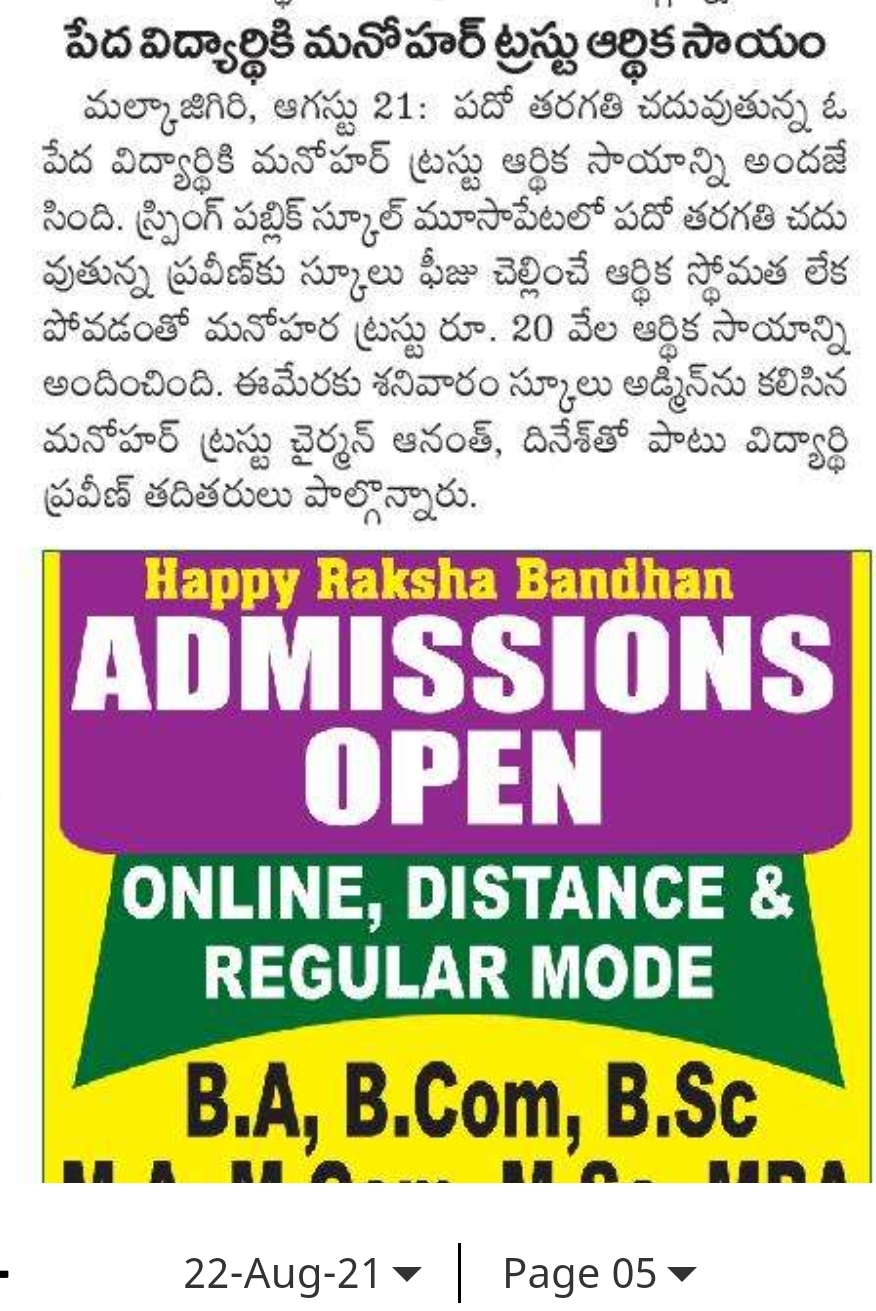 పేద విద్యార్థికి మనోహర్ ట్రస్టు ఆర్థిక సాయం
మల్కాజిగిరి, ఆగస్టు 21: పదో తరగతి చదువుతున్న ఓ
పేద విద్యార్థికి మనోహర్ ట్రస్టు ఆర్థిక సాయాన్ని అందజే
సింది. స్ప్రింగ్ పబ్లిక్ స్కూల్ మూసాపేటలో పదో తరగతి చదు
వుతున్న ప్రవీణ్‌కు స్కూలు ఫీజు చెల్లించే ఆర్థిక స్థోమత లేక
పోవడంతో మనోహర ట్రస్టు రూ. 20 వేల ఆర్థిక సాయాన్ని
అందించింది. ఈమేరకు శనివారం స్కూలు అడ్మిన్‌ను కలిసిన
మనోహర్ ట్రస్టు చైర్మన్ ఆనంత్, దినేశ్‌తో పాటు విద్యార్థి
ప్రవీణ్ తదితరులు పాల్గొన్నారు.
Happy Raksha Bandhan
ADMISSIONS
OPEN
ONLINE, DISTANCE &
REGULAR MODE
B.A, B.Com, B.Sc
M.A, M.Com, M.Sc, MBA
22-Aug-21
Page 05